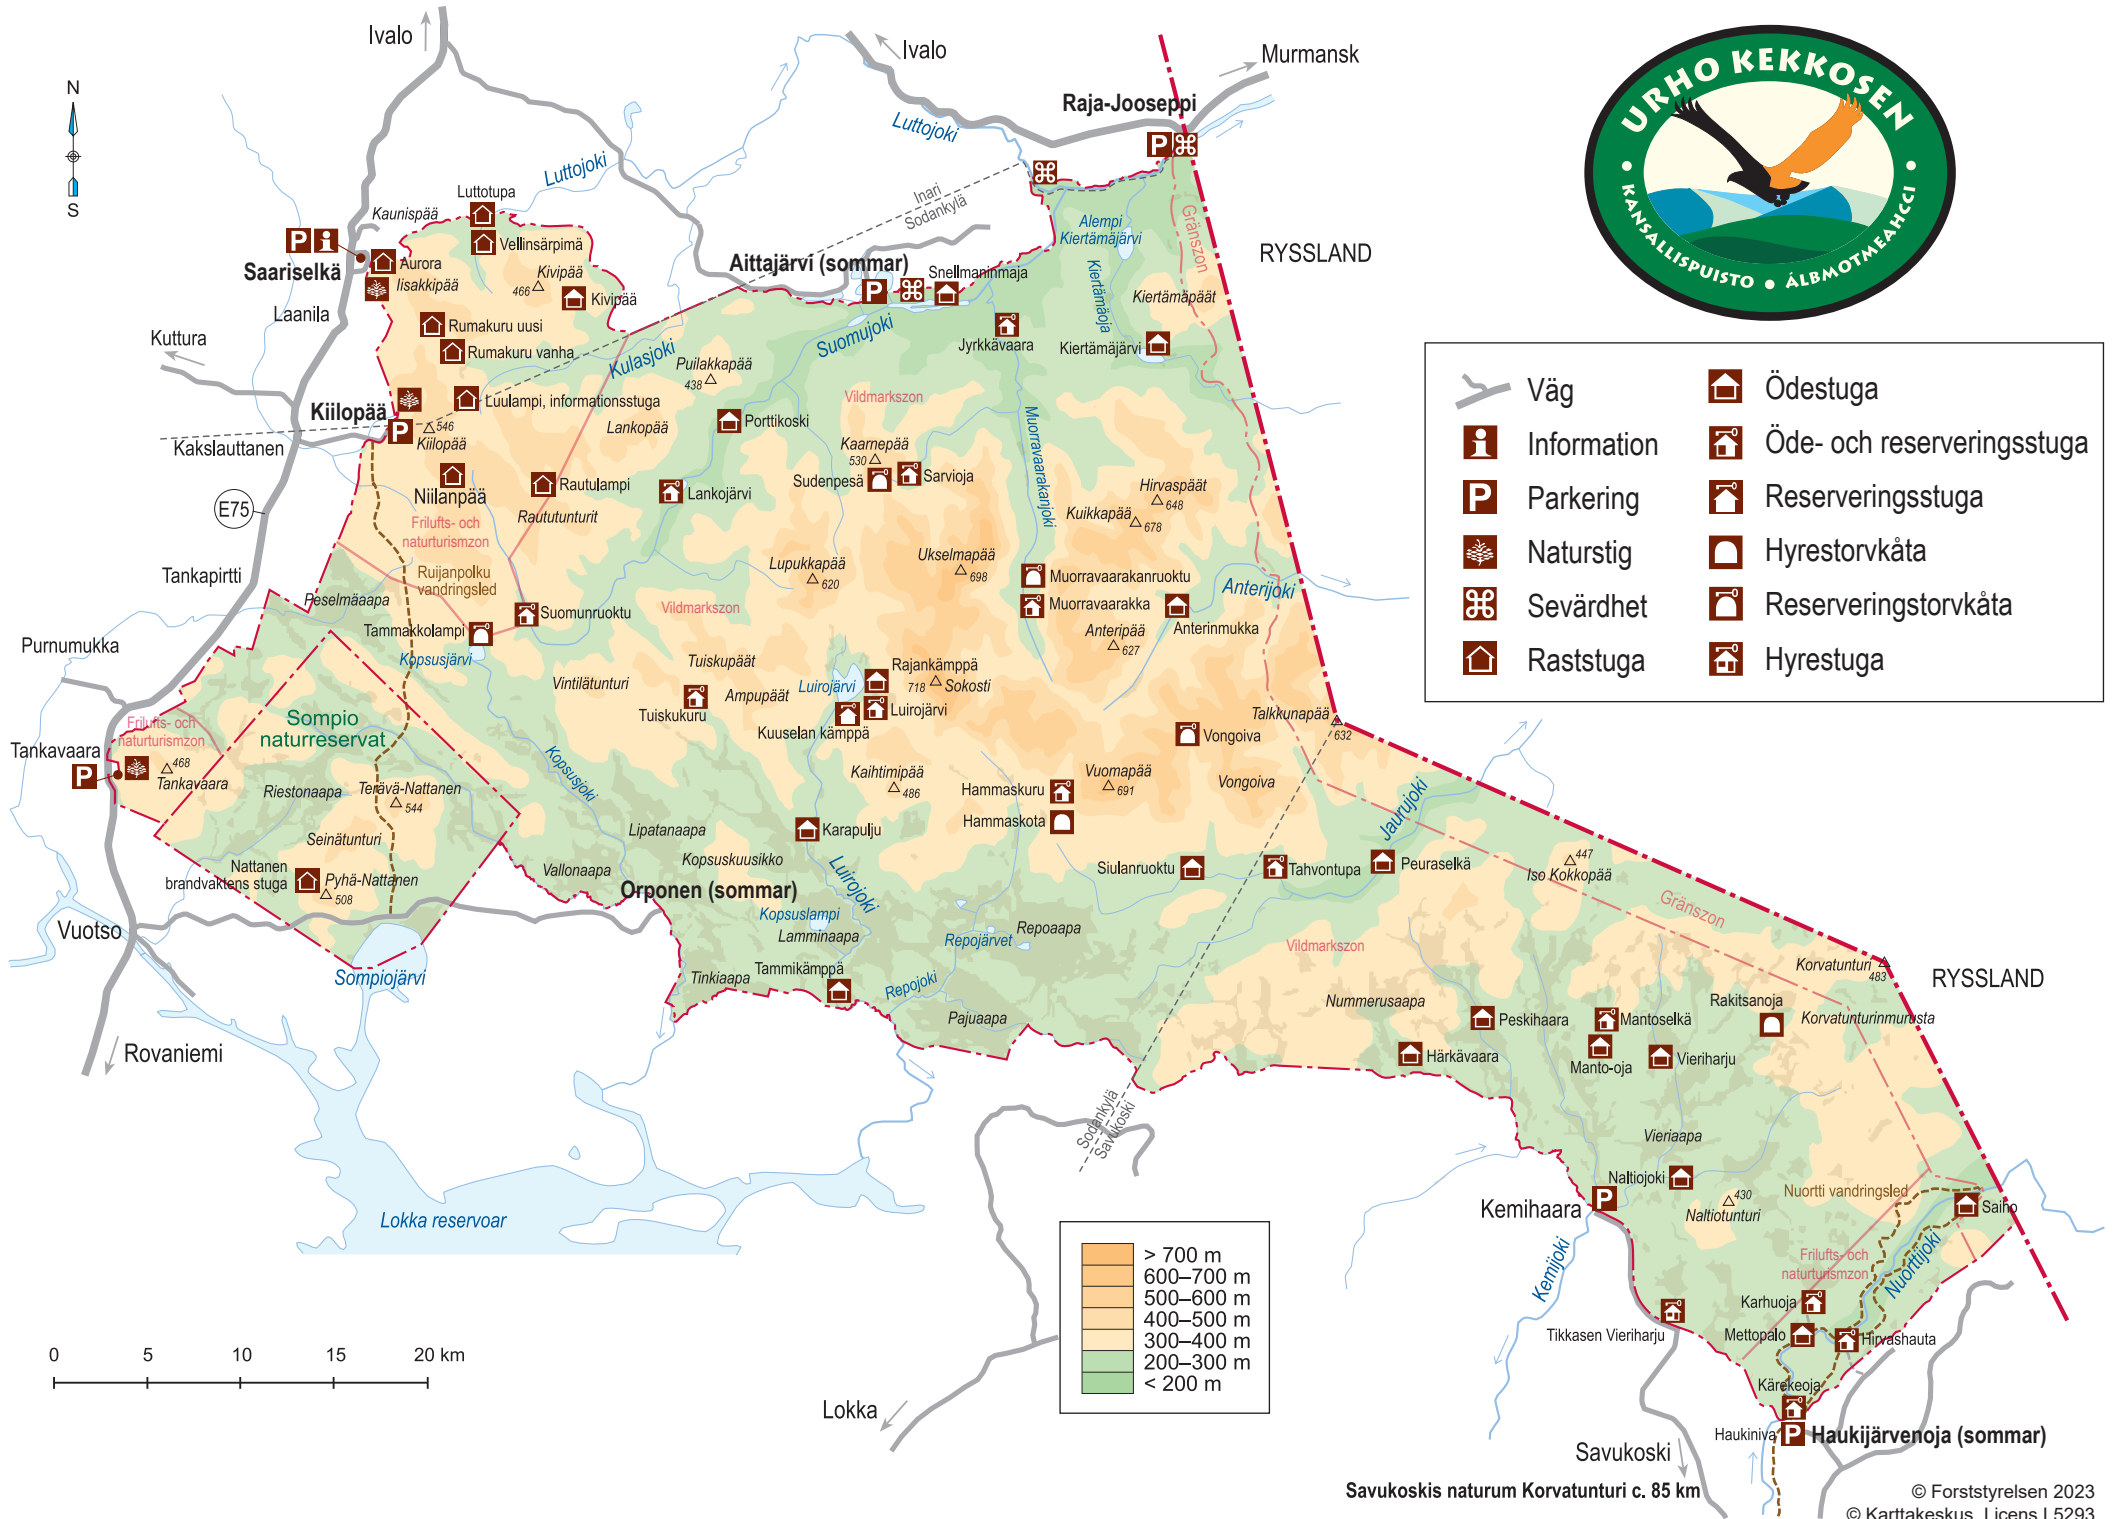 Ivalo
Ivalo
Murmansk
Raja-Jooseppi
N
S
Luttojoki
Luttojoki
Inari
Sodankylä
Gränszon
RYSSLAND
URHO KEKKOSEN
KANSALLISPUISTO • ÁLBMOTMEAHCCI
Luttotupa
Kaunispää
Vellinsärpimä
Saariselkä
Aurora
Iisakkipää
Kivipää
466
Kivipää
Laanila
Aittajärvi (sommar)
Snellmaninmaja
Alempi
Kiertämäjärvi
Kiertämäoja
Kiertämäpäät
Kuttura
Rumakuru uusi
Rumakuru vanha
Kulasjoki
Suomujoki
Jyrkkävaara
Kiertämäjärvi
Puilakkapää
438
Vildmarkszon
Kiilopää
Luulampi, informationsstuga
546
Kiilopää
Kakslauttanen
Lankopää
Porttikoski
Kaarnepää
530
Muorravaarakanjoki
Sudenpesä
Sarvioja
Niilanpää
Rautulampi
Lankojärvi
Hirvaspäät
648
Kuikkapää
678
E75
Raututunturit
Frilufts- och
naturturismzon
Ruijanpolku
vandringsled
Tankapirtti
Peselmäaapa
Lupukkapää
620
Ukselmapää
698
Muorravaarakanruoktu
Muorravaarakka
Anterijoki
Anterinmukka
Anteripää
627
Vildmarkszon
Suomunruoktu
Tammakkolampi
Kopsusjärvi
Purnumukka
Vintilätunturi
Tuiskupäät
Ampupäät
Tuiskukuru
Luirojärvi
Rajankämppä
718
Sokosti
Luirojärvi
Kuuselan kämppä
Talkkunapää
632
Vongoiva
Vongoiva
Sompio
naturreservat
Frilufts- och
naturturismzon
Tankavaara
468
Tankavaara
Riestonaapa
Terävä-Nattanen
544
Kopsusjoki
Kaihtimipää
486
Hammaskuru
Hammaskota
Vuomapää
691
Jaurujoki
Seinätunturi
Lipatanaapa
Karapulju
Kopsuskuusikko
Vallonaapa
Nattanen
brandvaktens stuga
Pyhä-Nattanen
508
Orponen (sommar)
Luirojoki
Siulanruoktu
Tahvontupa
Peuraselkä
447
Iso Kokkopää
Gränszon
Vuotso
Kopsuslampi
Lamminaapa
Repojärvet
Repoaapa
Vildmarkszon
Sompiojärvi
Tinkiaapa
Tammikämppä
Repojoki
Pajuaapa
Nummerusaapa
Korvatunturi
483
RYSSLAND
Rakitsanoja
Korvatunturinmurusta
Peskihaara
Mantoselkä
Härkävaara
Manto-oja
Vieriharju
Rovaniemi
Sodankylä
Savukoski
Vieriaapa
Naltiojoki
430
Naltiotunturi
Nuortti vandringsled
Saiho
Kemihaara
Lokka reservoar
Kemijoki
Frilufts- och
naturturismzon
Nuorttijoki
Karhuoja
Tikkasen Vieriharju
Mettopalo
Hirvashauta
Kärekeoja
Haukiniva
Haukijärvenoja (sommar)
Lokka
Savukoski
Savukoskis naturum Korvatunturi c. 85 km
Väg
Information
Parkering
Naturstig
Sevärdhet
Raststuga
Ödestuga
Öde- och reserveringsstuga
Reserveringsstuga
Hyrestorvkåta
Reserveringstorvkåta
Hyrestuga
> 700 m
600–700 m
500–600 m
400–500 m
300–400 m
200–300 m
< 200 m
0 5 10 15 20 km
© Forststyrelsen 2023
© Karttakeskus, Licens L5293